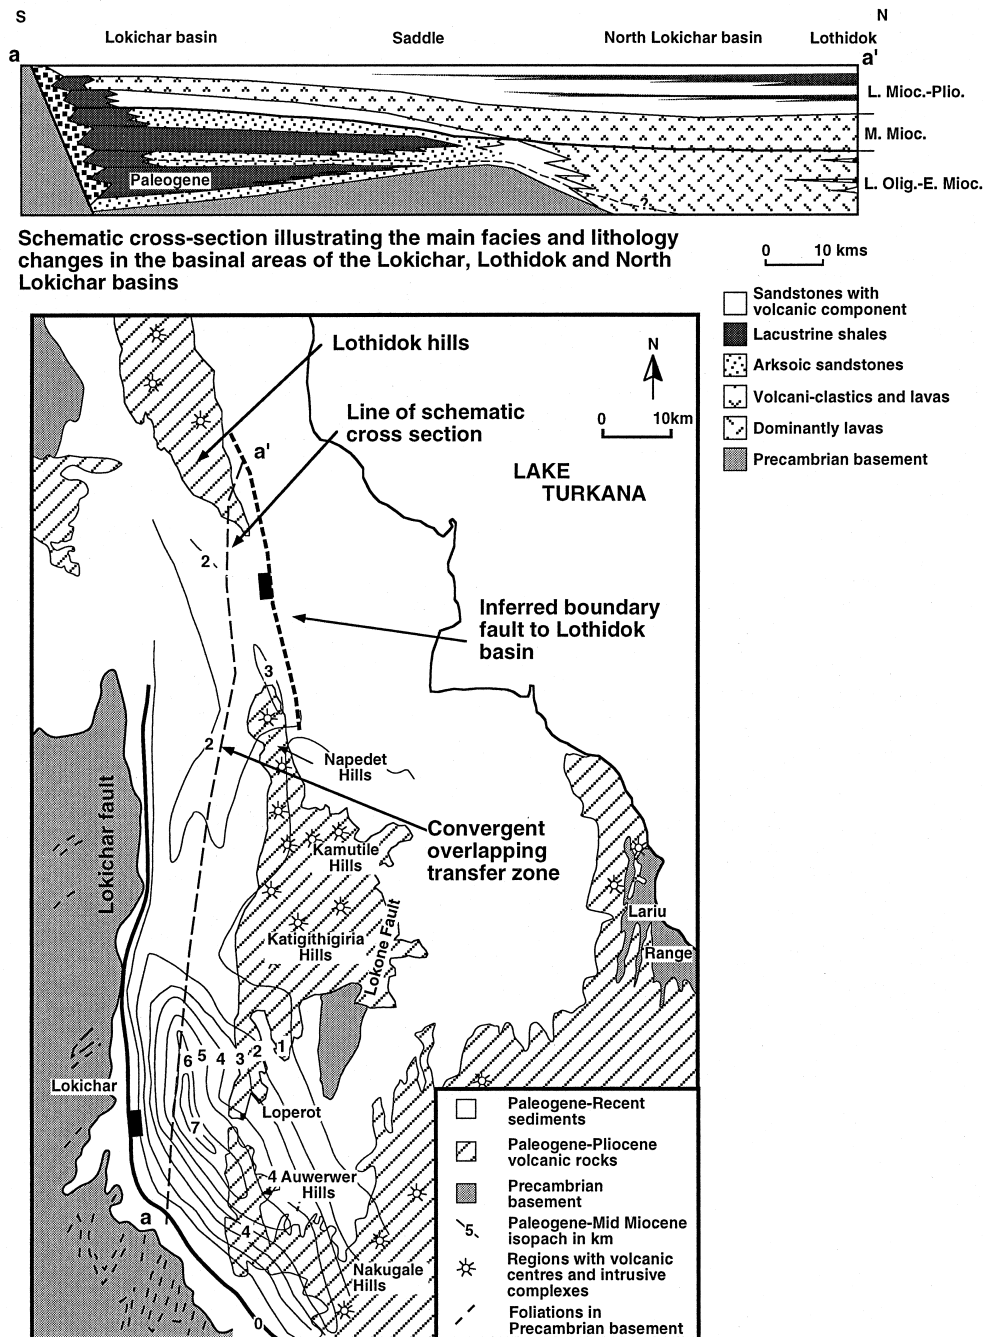 S
N
Lokichar basin
Saddle
North Lokichar basin
Lothidok
a
a'
L. Mioc.-Plio.
M. Mioc.
Paleogene
L. Olig.-E. Mioc.
?
Schematic cross-section illustrating the main facies and lithology
changes in the basinal areas of the Lokichar, Lothidok and North
Lokichar basins
0 10 kms
Sandstones with
volcanic component
Lacustrine shales
Arksoic sandstones
Volcani-clastics and lavas
Dominantly lavas
Precambrian basement
Lothidok hills
N
Line of schematic
cross section
0 10km
a'
LAKE
TURKANA
2
Inferred boundary
fault to Lothidok
basin
3
2
Napedet
Hills
Lokichar fault
Convergent
overlapping
transfer zone
Kamutile
Hills
Lariu
Katigithigiria
Hills
Lokone Fault
Range
6 5 4 3 2 1
Lokichar
Loperot
7
4 Auwerwer
Hills
a
4
Nakugale
Hills
0
Paleogene-Recent
sediments
Paleogene-Pliocene
volcanic rocks
Precambrian
basement
5
Paleogene-Mid Miocene
isopach in km
Regions with volcanic
centres and intrusive
complexes
Foliations in
Precambrian basement